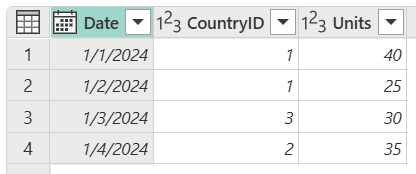 Date 1²3 CountryID 1²3 Units
1 1/1/2024 1 40
2 1/2/2024 1 25
3 1/3/2024 3 30
4 1/4/2024 2 35